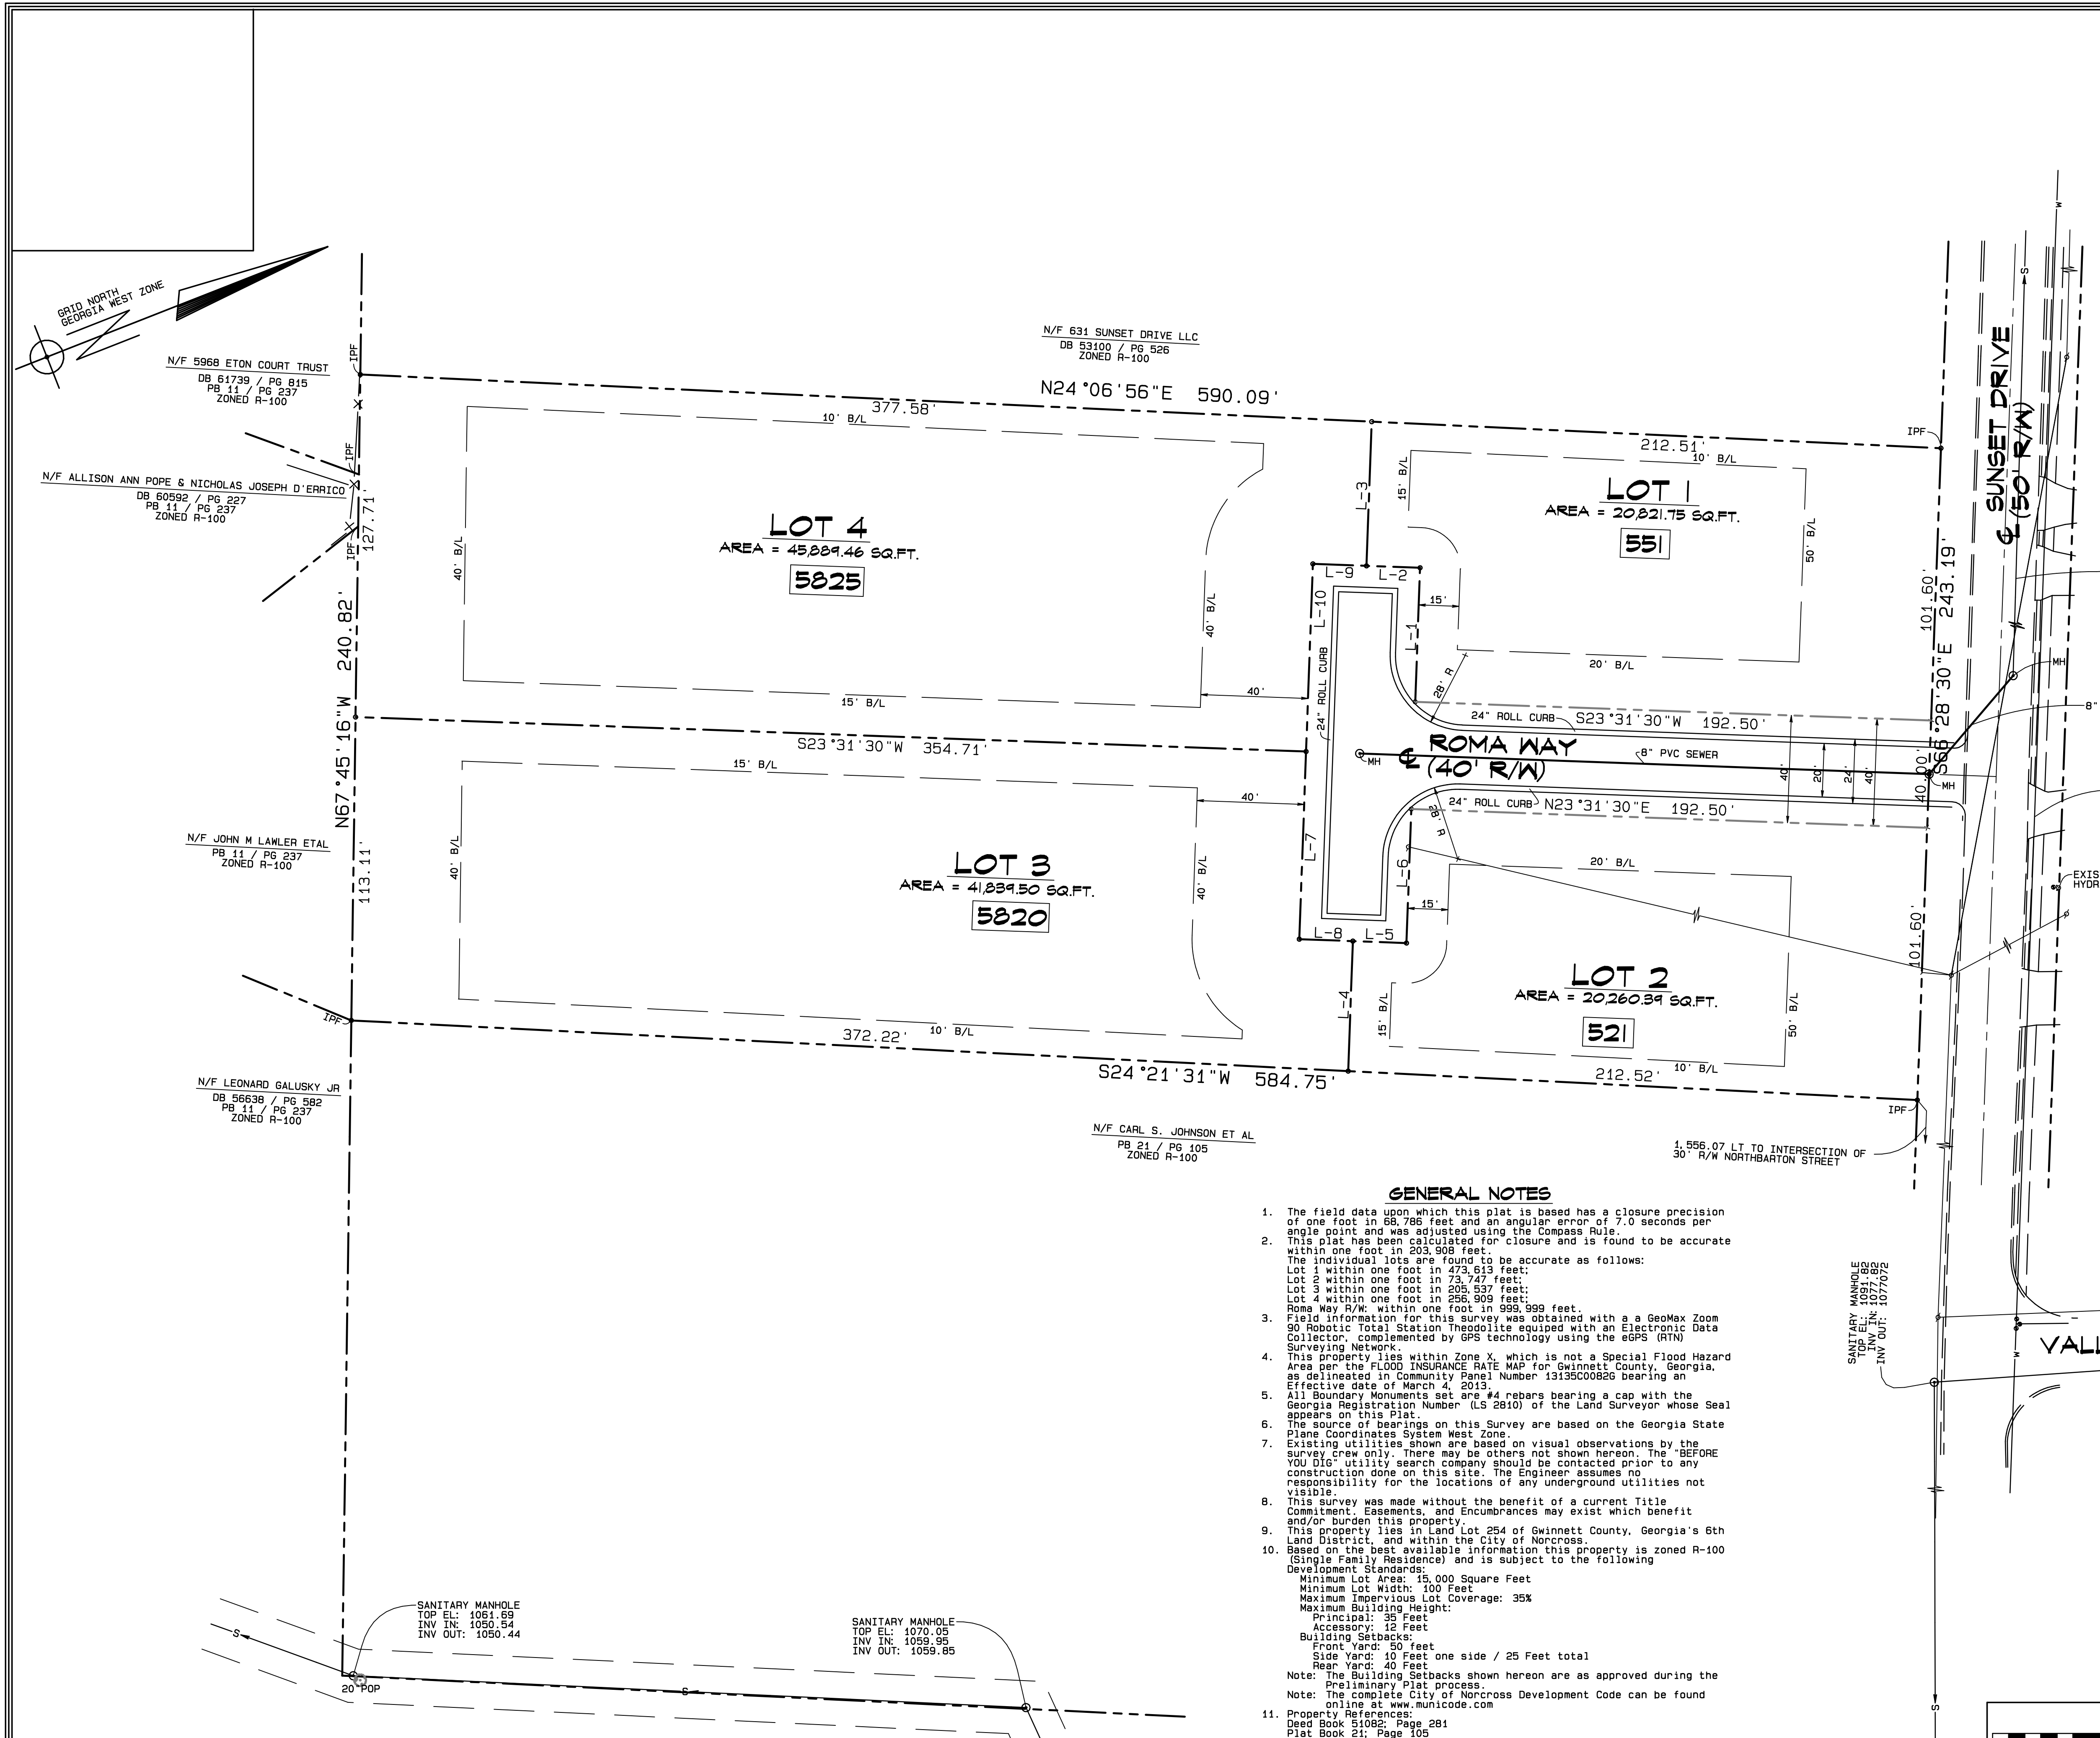 GRID NORTH
GEORGIA WEST ZONE
N/F 5968 ETON COURT TRUST
DB 61739 / PG 815
PB 11 / PG 237
ZONED R-100
IPF
N/F ALLISON ANN POPE & NICHOLAS JOSEPH D'ERRICO
DB 60592 / PG 227
PB 11 / PG 237
ZONED R-100
IPF
IPF
127.71'
N67°45'16"W 240.82'
113.11'
N/F JOHN M LAWLER ETAL
PB 11 / PG 237
ZONED R-100
IPF
N/F LEONARD GALUSKY JR
DB 56638 / PG 582
PB 11 / PG 237
ZONED R-100
N/F 631 SUNSET DRIVE LLC
DB 53100 / PG 526
ZONED R-100
N24°06'56"E 590.09'
377.58'
10' B/L
212.51'
10' B/L
IPF
LOT 4
AREA = 45,889.46 SQ.FT.
5825
40' B/L
40' B/L
15' B/L
40'
LOT 1
AREA = 20,821.75 SQ.FT.
551
15' B/L
50' B/L
20' B/L
15'
L-3
L-9
L-2
L-10
L-1
28' R
24" ROLL CURB
24" ROLL CURB
S23°31'30"W 192.50'
S23°31'30"W 354.71'
15' B/L
40'
MH
℄ ROMA WAY
(40' R/W)
8" PVC SEWER
40'
20'
24'
40'
24" ROLL CURB
N23°31'30"E 192.50'
28' R
L-7
L-6
L-8
L-5
L-4
15'
LOT 3
AREA = 41,839.50 SQ.FT.
5820
40' B/L
40' B/L
10' B/L
372.22'
S24°21'31"W 584.75'
LOT 2
AREA = 20,260.39 SQ.FT.
521
20' B/L
15' B/L
50' B/L
10' B/L
212.52'
IPF
101.60'
S66°28'30"E 243.19'
40.00'
101.60'
SUNSET DRIVE
℄ (50' R/W)
S
W
MH
MH
8"
EXIS
HYDR
N/F CARL S. JOHNSON ET AL
PB 21 / PG 105
ZONED R-100
1,556.07 LT TO INTERSECTION OF
30' R/W NORTHBARTON STREET
GENERAL NOTES
1. The field data upon which this plat is based has a closure precision
of one foot in 68,786 feet and an angular error of 7.0 seconds per
angle point and was adjusted using the Compass Rule.
2. This plat has been calculated for closure and is found to be accurate
within one foot in 203,908 feet.
The individual lots are found to be accurate as follows:
Lot 1 within one foot in 473,613 feet;
Lot 2 within one foot in 73,747 feet;
Lot 3 within one foot in 205,537 feet;
Lot 4 within one foot in 256,909 feet;
Roma Way R/W: within one foot in 999,999 feet.
3. Field information for this survey was obtained with a a GeoMax Zoom
90 Robotic Total Station Theodolite equiped with an Electronic Data
Collector, complemented by GPS technology using the eGPS (RTN)
Surveying Network.
4. This property lies within Zone X, which is not a Special Flood Hazard
Area per the FLOOD INSURANCE RATE MAP for Gwinnett County, Georgia,
as delineated in Community Panel Number 13135C0082G bearing an
Effective date of March 4, 2013.
5. All Boundary Monuments set are #4 rebars bearing a cap with the
Georgia Registration Number (LS 2810) of the Land Surveyor whose Seal
appears on this Plat.
6. The source of bearings on this Survey are based on the Georgia State
Plane Coordinates System West Zone.
7. Existing utilities shown are based on visual observations by the
survey crew only. There may be others not shown hereon. The "BEFORE
YOU DIG" utility search company should be contacted prior to any
construction done on this site. The Engineer assumes no
responsibility for the locations of any underground utilities not
visible.
8. This survey was made without the benefit of a current Title
Commitment. Easements, and Encumbrances may exist which benefit
and/or burden this property.
9. This property lies in Land Lot 254 of Gwinnett County, Georgia's 6th
Land District, and within the City of Norcross.
10. Based on the best available information this property is zoned R-100
(Single Family Residence) and is subject to the following
Development Standards:
Minimum Lot Area: 15,000 Square Feet
Minimum Lot Width: 100 Feet
Maximum Impervious Lot Coverage: 35%
Maximum Building Height:
Principal: 35 Feet
Accessory: 12 Feet
Building Setbacks:
Front Yard: 50 feet
Side Yard: 10 Feet one side / 25 Feet total
Rear Yard: 40 Feet
Note: The Building Setbacks shown hereon are as approved during the
Preliminary Plat process.
Note: The complete City of Norcross Development Code can be found
online at www.municode.com
11. Property References:
Deed Book 51082; Page 281
Plat Book 21; Page 105
SANITARY MANHOLE
TOP EL: 1091.82
INV IN: 1077.82
INV OUT: 1077072
W
VALL
S
SANITARY MANHOLE
TOP EL: 1061.69
INV IN: 1050.54
INV OUT: 1050.44
SANITARY MANHOLE
TOP EL: 1070.05
INV IN: 1059.95
INV OUT: 1059.85
S
S
20"POP